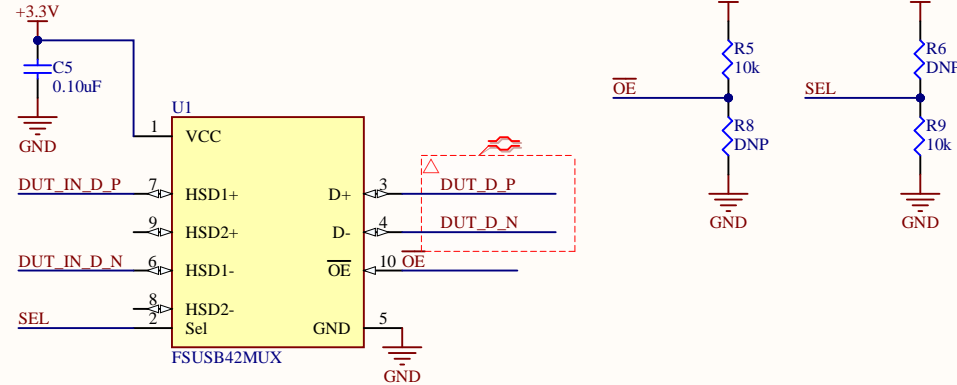 +3.3V
C5
0.10uF
GND
U1
1
VCC
DUT_IN_D_P
7
HSD1+
D+
3
DUT_D_P
9
HSD2+
D-
4
DUT_D_N
DUT_IN_D_N
6
HSD1-
OE
10
OE
8
HSD2-
SEL
2
Sel
GND
5
GND
FSUSB42MUX
R5
10k
OE
R8
DNP
GND
R6
DNP
SEL
R9
10k
GND